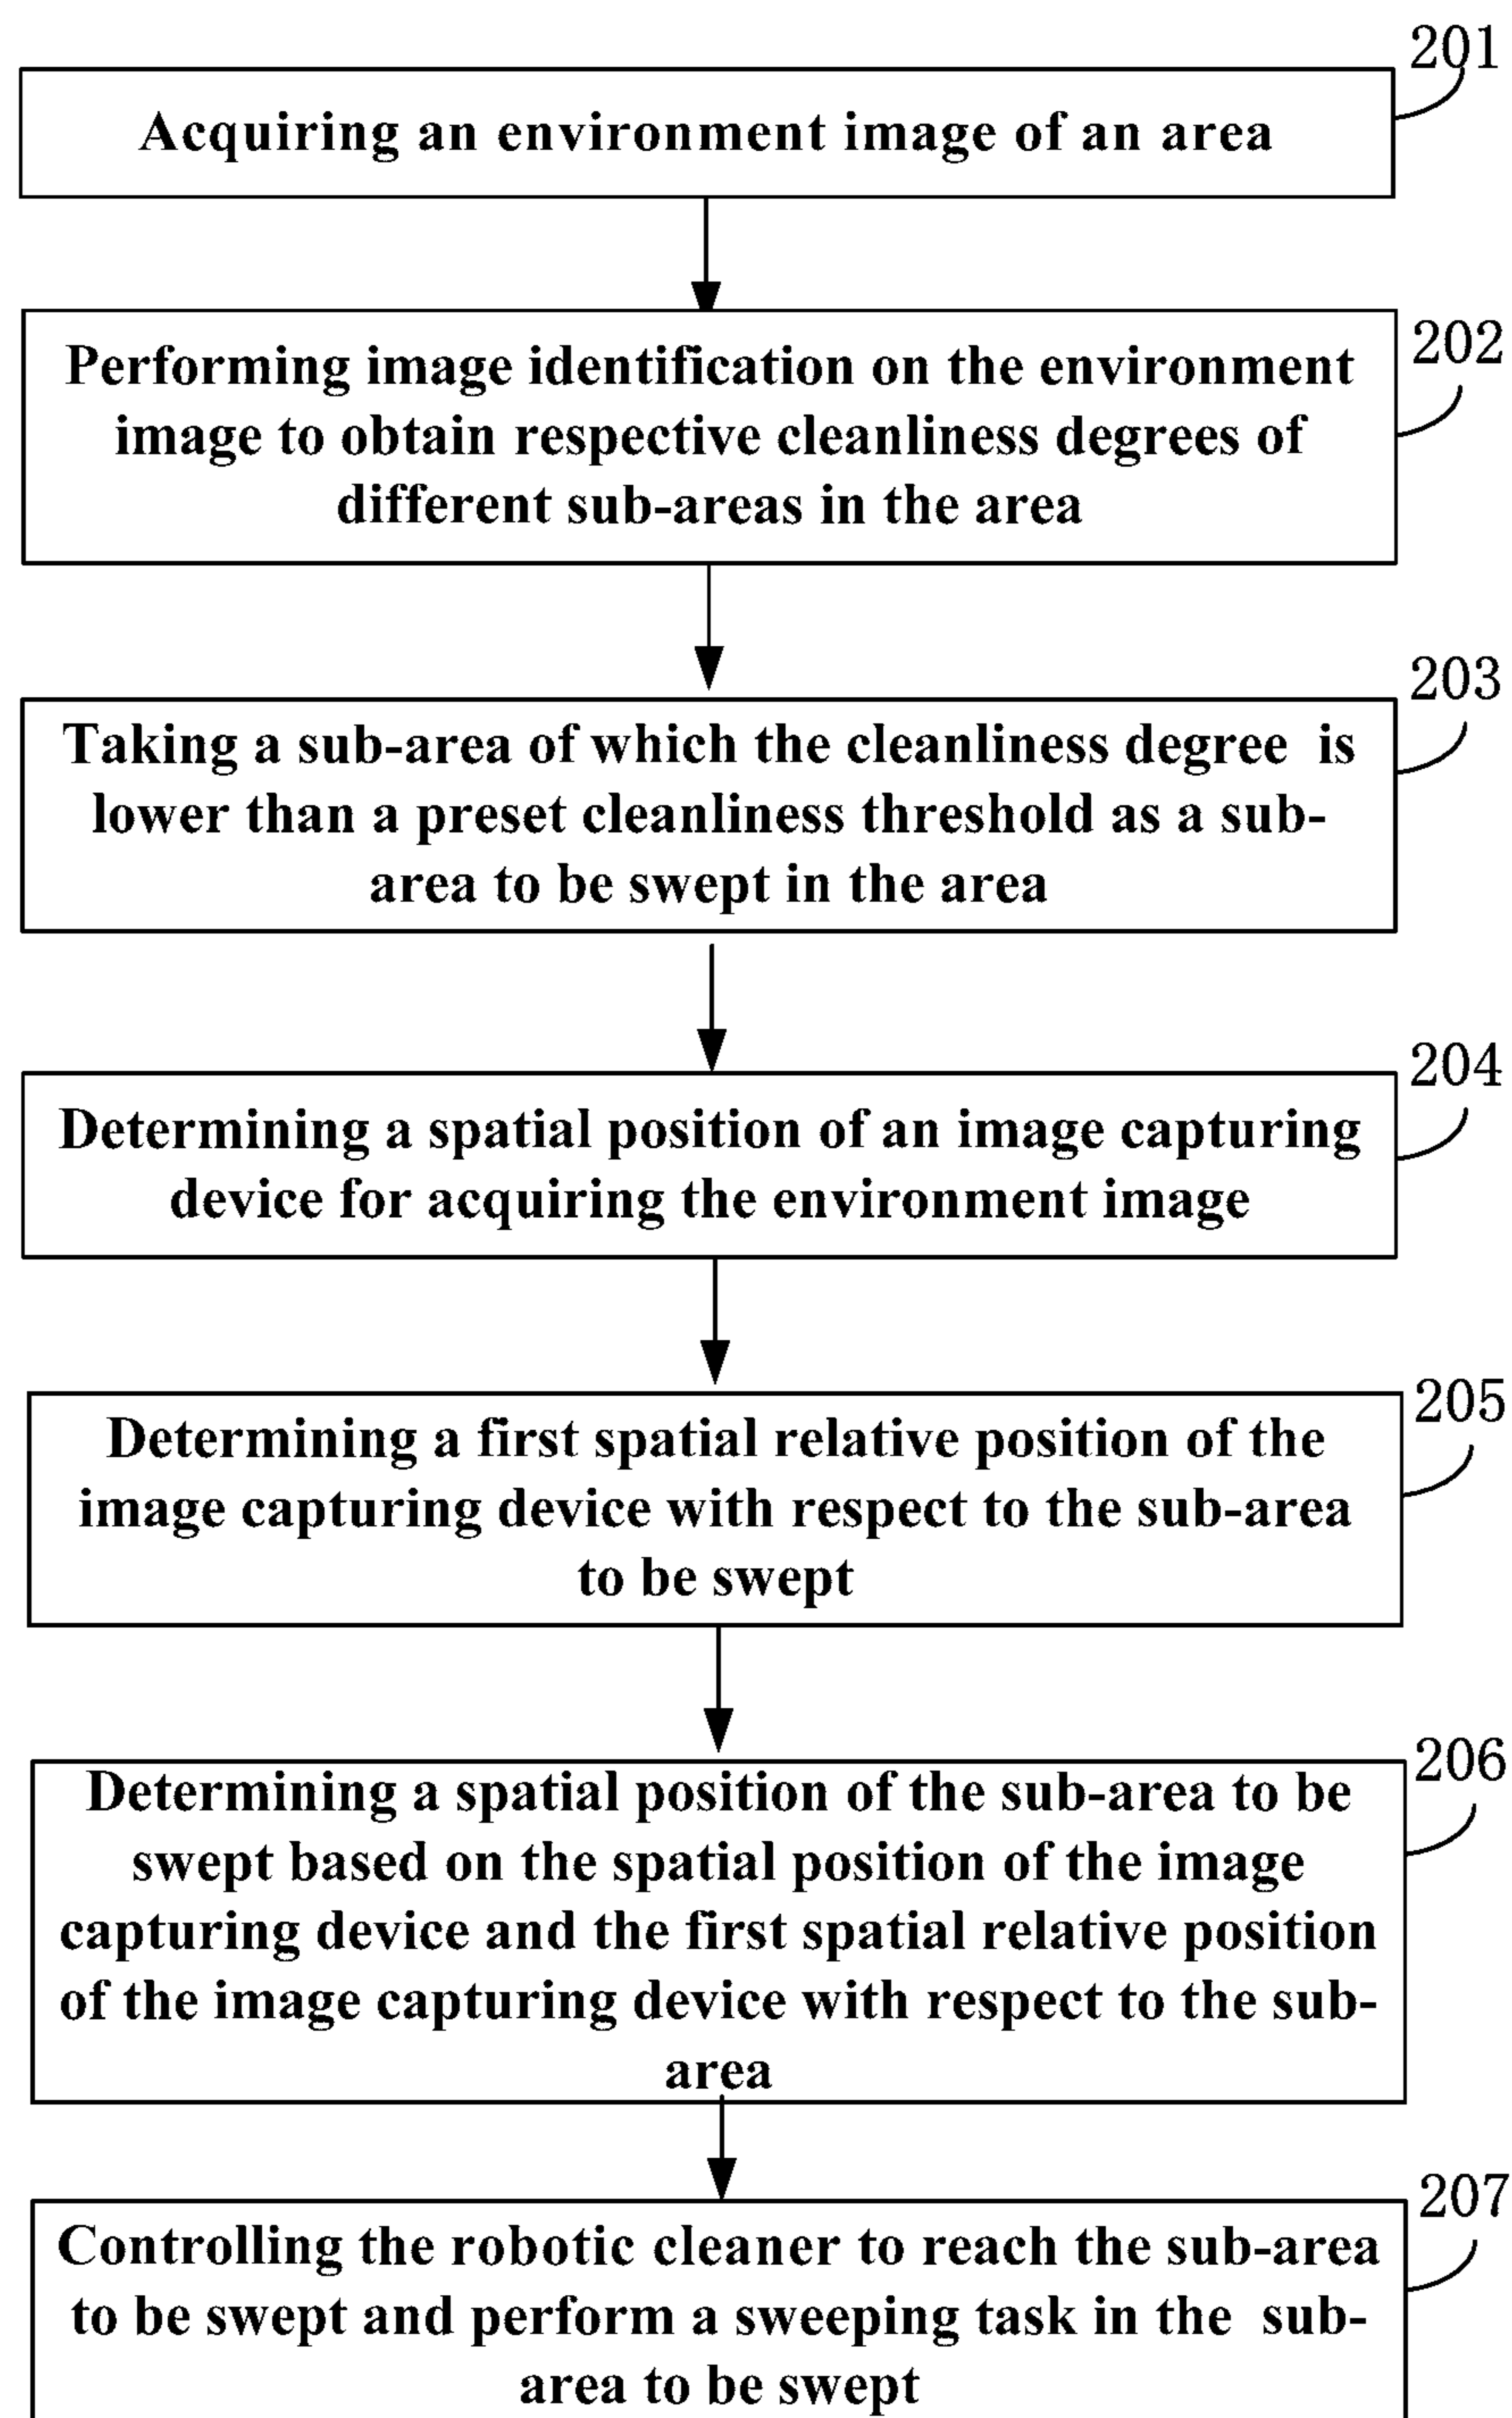 201
Acquiring an environment image of an area
202
Performing image identification on the environment
image to obtain respective cleanliness degrees of
different sub-areas in the area
203
Taking a sub-area of which the cleanliness degree is
lower than a preset cleanliness threshold as a sub-
area to be swept in the area
204
Determining a spatial position of an image capturing
device for acquiring the environment image
205
Determining a first spatial relative position of the
image capturing device with respect to the sub-area
to be swept
206
Determining a spatial position of the sub-area to be
swept based on the spatial position of the image
capturing device and the first spatial relative position
of the image capturing device with respect to the sub-
area
207
Controlling the robotic cleaner to reach the sub-area
to be swept and perform a sweeping task in the sub-
area to be swept